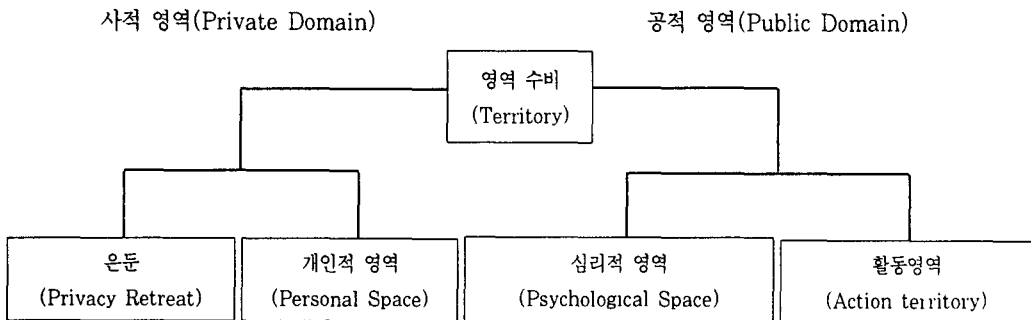 사적 영역(Private Domain) 공적 영역(Public Domain)
영역 수비
(Territory)
은둔 개인적 영역 심리적 영역 활동영역
(Privacy Retreat) (Personal Space) (Psychological Space) (Action territory)